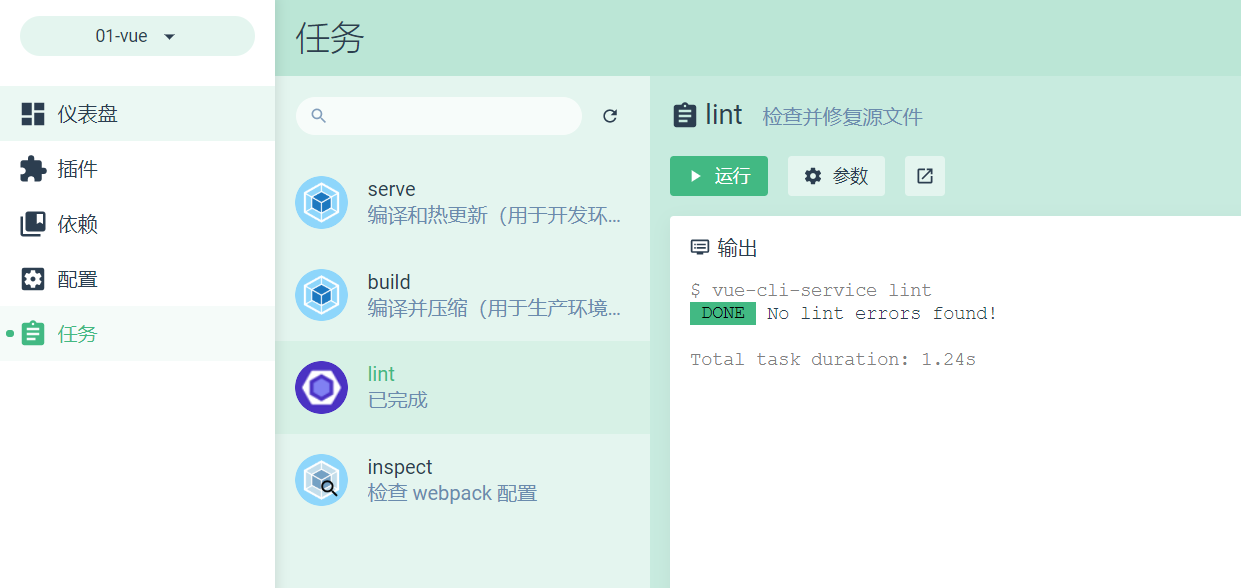 01-vue
仪表盘
插件
依赖
配置
任务
任务
serve
编译和热更新（用于开发环...
build
编译并压缩（用于生产环境...
lint
已完成
inspect
检查 webpack 配置
lint 检查并修复源文件
运行 参数
输出
$ vue-cli-service lint
DONE No lint errors found!
Total task duration: 1.24s